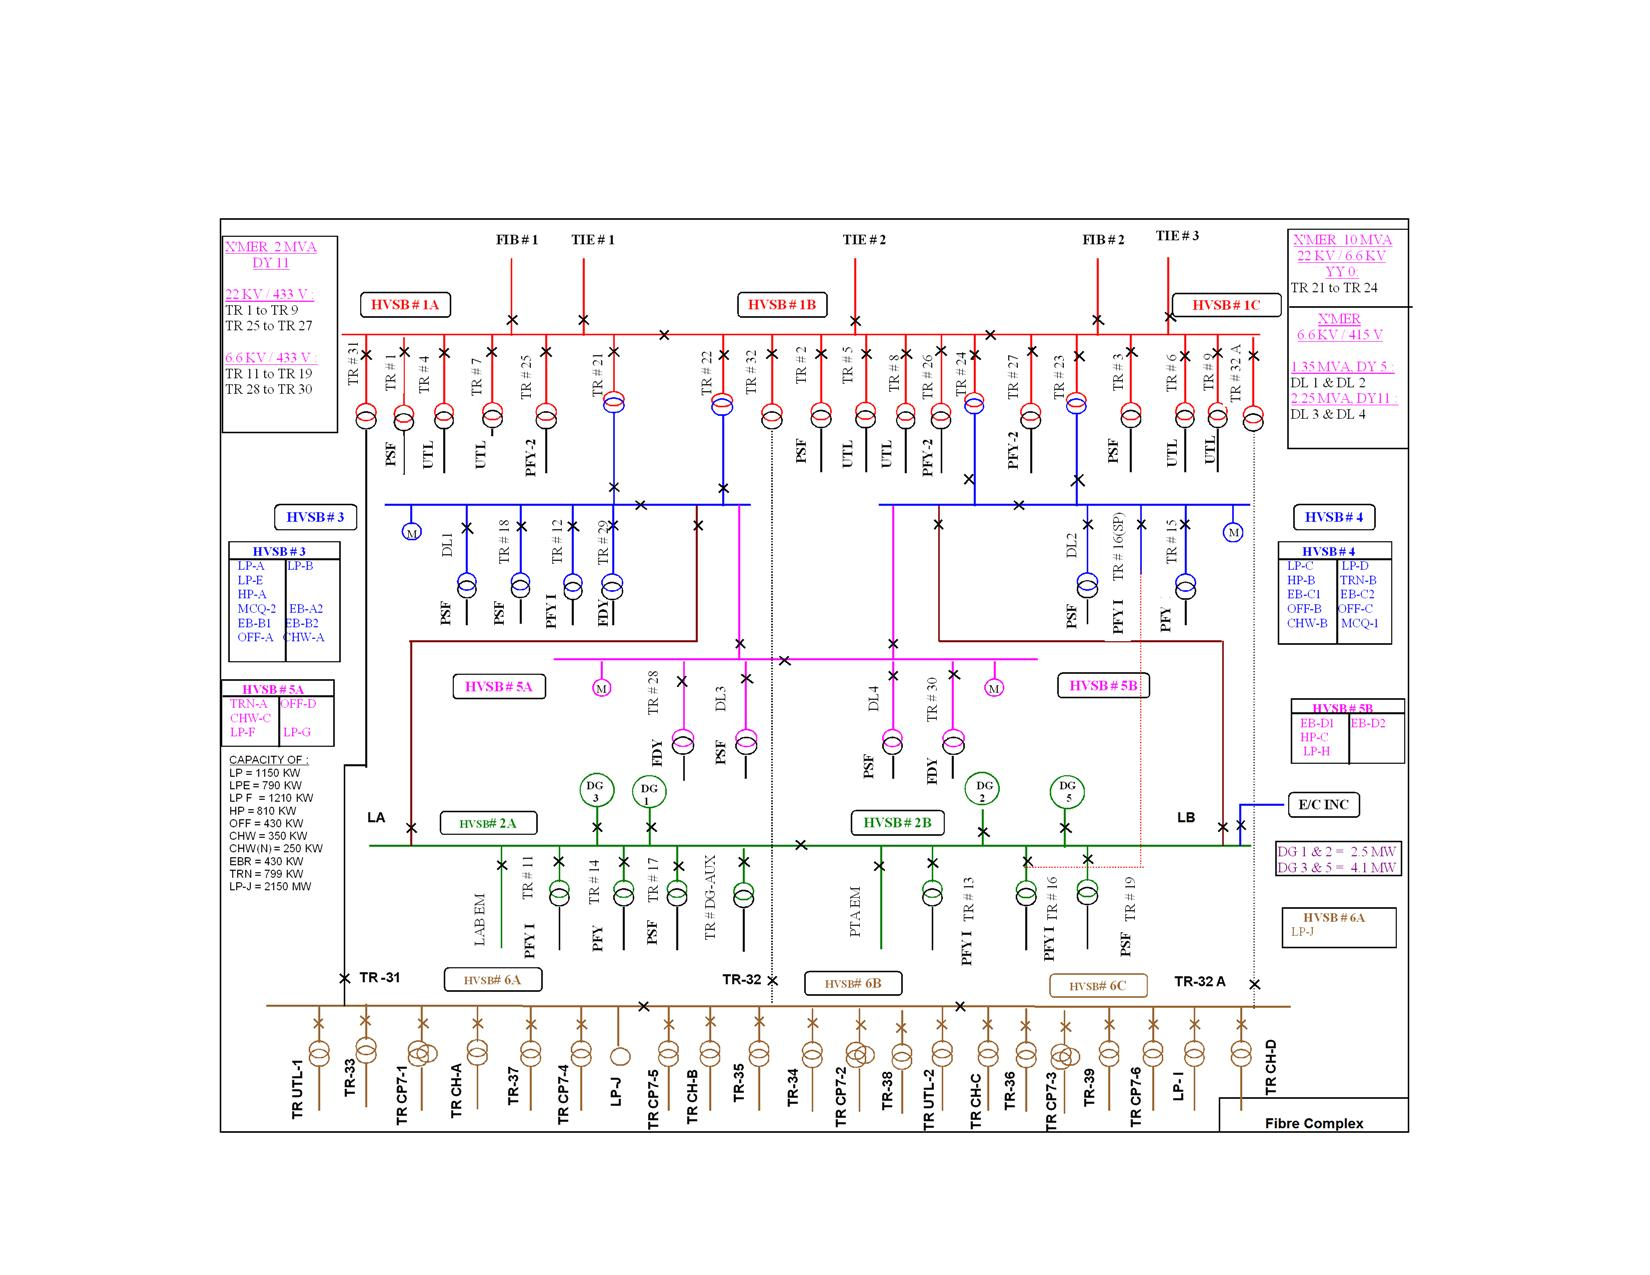 FIB # 1
TIE # 1
TIE # 2
FIB # 2
TIE # 3
X'MER 2 MVA
DY 11
22 KV / 433 V :
TR 1 to TR 9
TR 25 to TR 27
6.6 KV / 433 V :
TR 11 to TR 19
TR 28 to TR 30
X'MER 10 MVA
22 KV / 6.6 KV
YY 0:
TR 21 to TR 24
X'MER
6.6 KV / 415 V
1.35 MVA, DY 5 :
DL 1 & DL 2
2.25 MVA, DY11 :
DL 3 & DL 4
HVSB # 1A
HVSB # 1B
HVSB # 1C
TR # 31
TR # 1
TR # 4
TR # 7
TR # 25
TR # 21
TR # 22
TR # 32
TR # 2
TR # 5
TR # 8
TR # 26
TR # 24
TR # 27
TR # 23
TR # 3
TR # 6
TR # 9
TR # 32 A
PSF
UTL
UTL
PFY-2
PSF
UTL
UTL
PFY-2
PFY-2
PSF
UTL
UTL
HVSB # 3
HVSB # 4
M
DL1
TR # 18
TR # 12
TR # 29
DL2
TR # 16(SP)
TR # 15
M
PSF
PSF
PFY I
FDY
PSF
PFY I
PFY
HVSB # 3
LP-A LP-B
LP-E
HP-A
MCQ-2 EB-A2
EB-B1 EB-B2
OFF-A CHW-A
HVSB # 4
LP-C LP-D
HP-B TRN-B
EB-C1 EB-C2
OFF-B OFF-C
CHW-B MCQ-1
HVSB # 5A
HVSB # 5B
M
TR # 28
DL3
DL4
TR # 30
M
FDY
PSF
PSF
FDY
HVSB # 5A
TRN-A OFF-D
CHW-C
LP-F LP-G
HVSB # 5B
EB-D1 EB-D2
HP-C
LP-H
CAPACITY OF :
LP = 1150 KW
LPE = 790 KW
LP F = 1210 KW
HP = 810 KW
OFF = 430 KW
CHW = 350 KW
CHW(N) = 250 KW
EBR = 430 KW
TRN = 799 KW
LP-J = 2150 MW
DG
3
DG
1
DG
2
DG
5
LA
HVSB# 2A
HVSB # 2B
LB
E/C INC
DG 1 & 2 = 2.5 MW
DG 3 & 5 = 4.1 MW
LAB EM
TR # 11
TR # 14
TR # 17
TR # DG-AUX
PTA EM
TR # 13
TR # 16
TR # 19
PFY I
PFY
PSF
PFY I
PFY I
PSF
HVSB # 6A
LP-J
TR -31
HVSB# 6A
TR-32
HVSB# 6B
HVSB# 6C
TR-32 A
TR UTL-1
TR-33
TR CP7-1
TR CH-A
TR-37
TR CP7-4
LP-J
TR CP7-5
TR CH-B
TR-35
TR-34
TR CP7-2
TR-38
TR UTL-2
TR CH-C
TR-36
TR CP7-3
TR-39
TR CP7-6
LP- I
TR CH-D
Fibre Complex